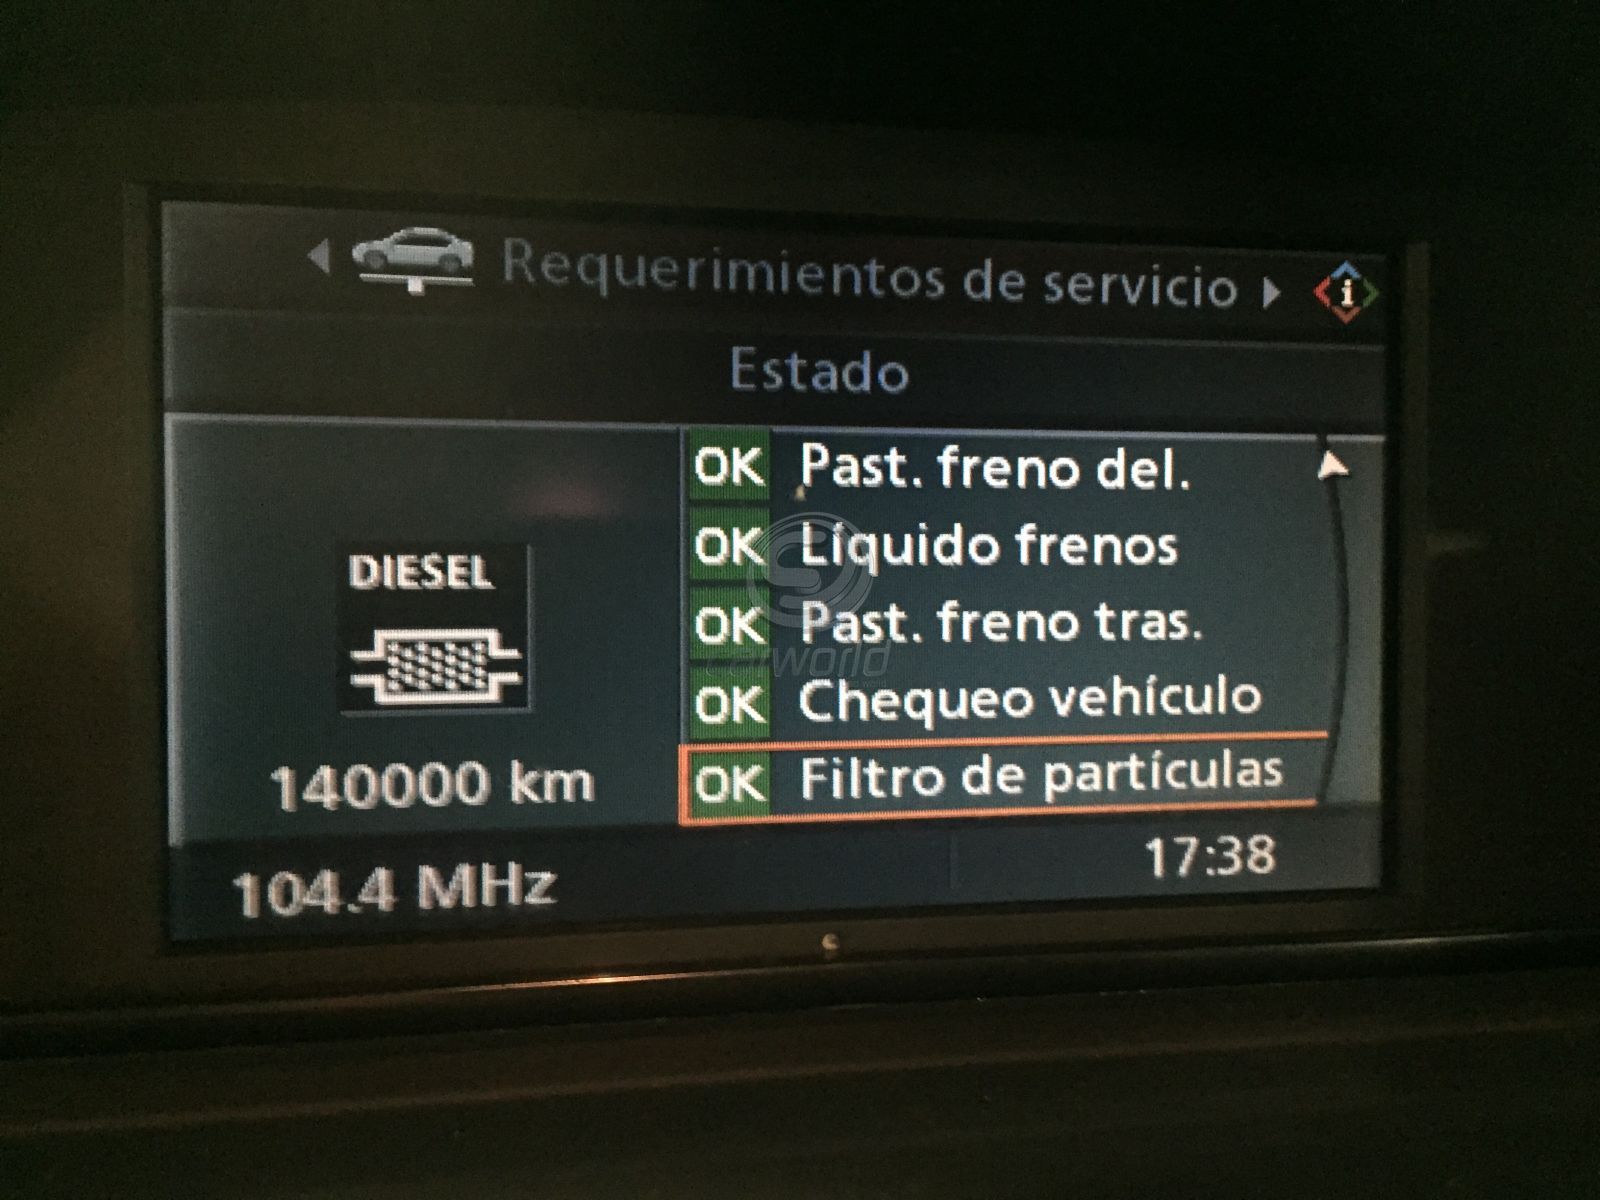 Requerimientos de servicio
i
Estado
OK Past. freno del.
OK Líquido frenos
OK Past. freno tras.
OK Chequeo vehículo
OK Filtro de partículas
DIESEL
140000 km
104.4 MHz
17:38
carworld